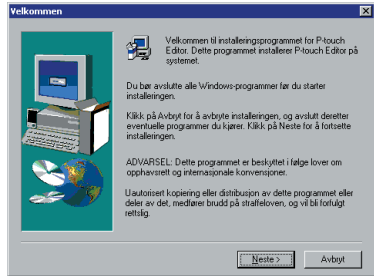 Velkommen
Velkommen til installeringsprogrammet for P-touch
Editor. Dette programmet installerer P-touch Editor på
systemet.
Du bør avslutte alle Windows-programmer før du starter
installeringen.
Klikk på Avbryt for å avbryte installeringen, og avslutt deretter
eventuelle programmer du kjører. Klikk på Neste for å fortsette
installeringen.
ADVARSEL: Dette programmet er beskyttet i følge lover om
opphavsrett og internasjonale konvensjoner.
Uautorisert kopiering eller distribusjon av dette programmet eller
deler av det, medfører brudd på straffeloven, og vil bli forfulgt
rettslig.
Neste >
Avbryt